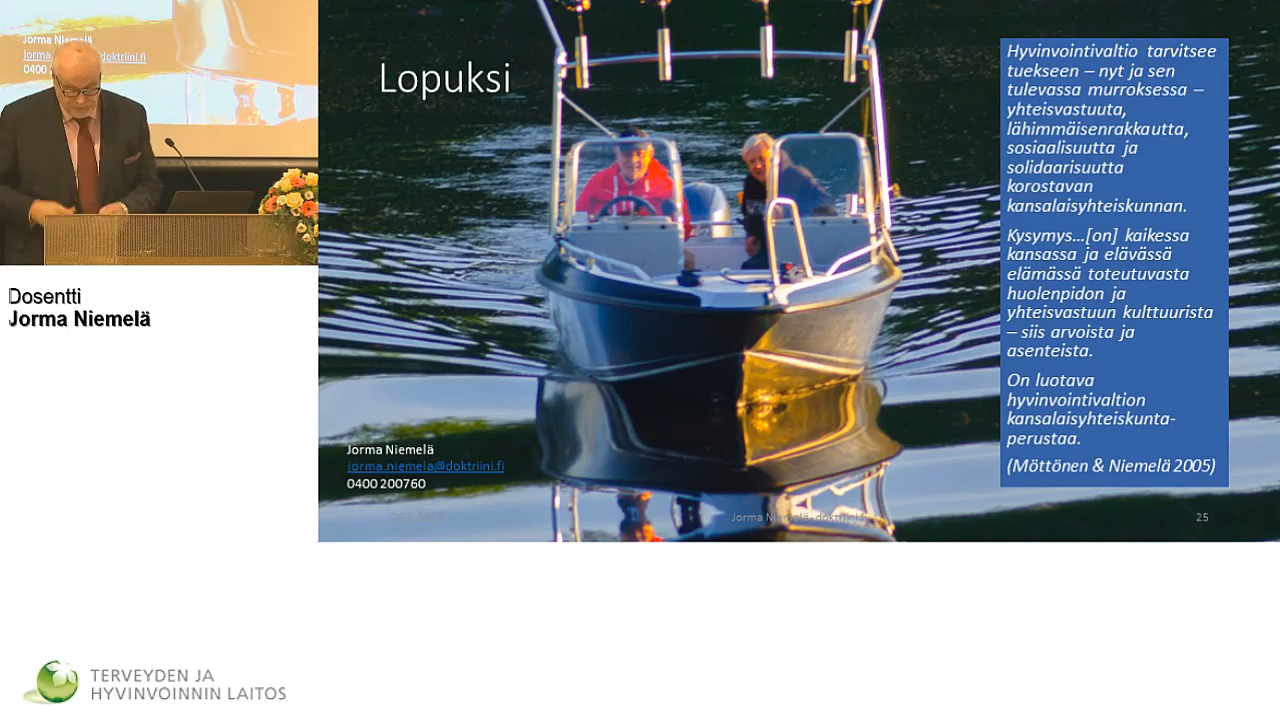 Jorma
doktriini.fi
0400
Dosentti
Jorma Niemelä
Lopuksi
Hyvinvointivaltio tarvitsee
tuekseen – nyt ja sen
tulevassa murroksessa –
yhteisvastuuta,
lähimmäisenrakkautta,
sosiaalisuutta ja
solidaarisuutta
korostavan
kansalaisyhteiskunnan.
Kysymys...[on] kaikessa
kansassa ja elävässä
elämässä toteutuvasta
huolenpidon ja
yhteisvastuun kulttuurista
– siis arvoista ja
asenteista.
On luotava
hyvinvointivaltion
kansalaisyhteiskunta-
perustaa.
(Möttönen & Niemelä 2005)
Jorma Niemelä
jorma.niemela@doktriini.fi
0400 200760
Jorma Niemelä- doktriini.fi
25
TERVEYDEN JA
HYVINVOINNIN LAITOS